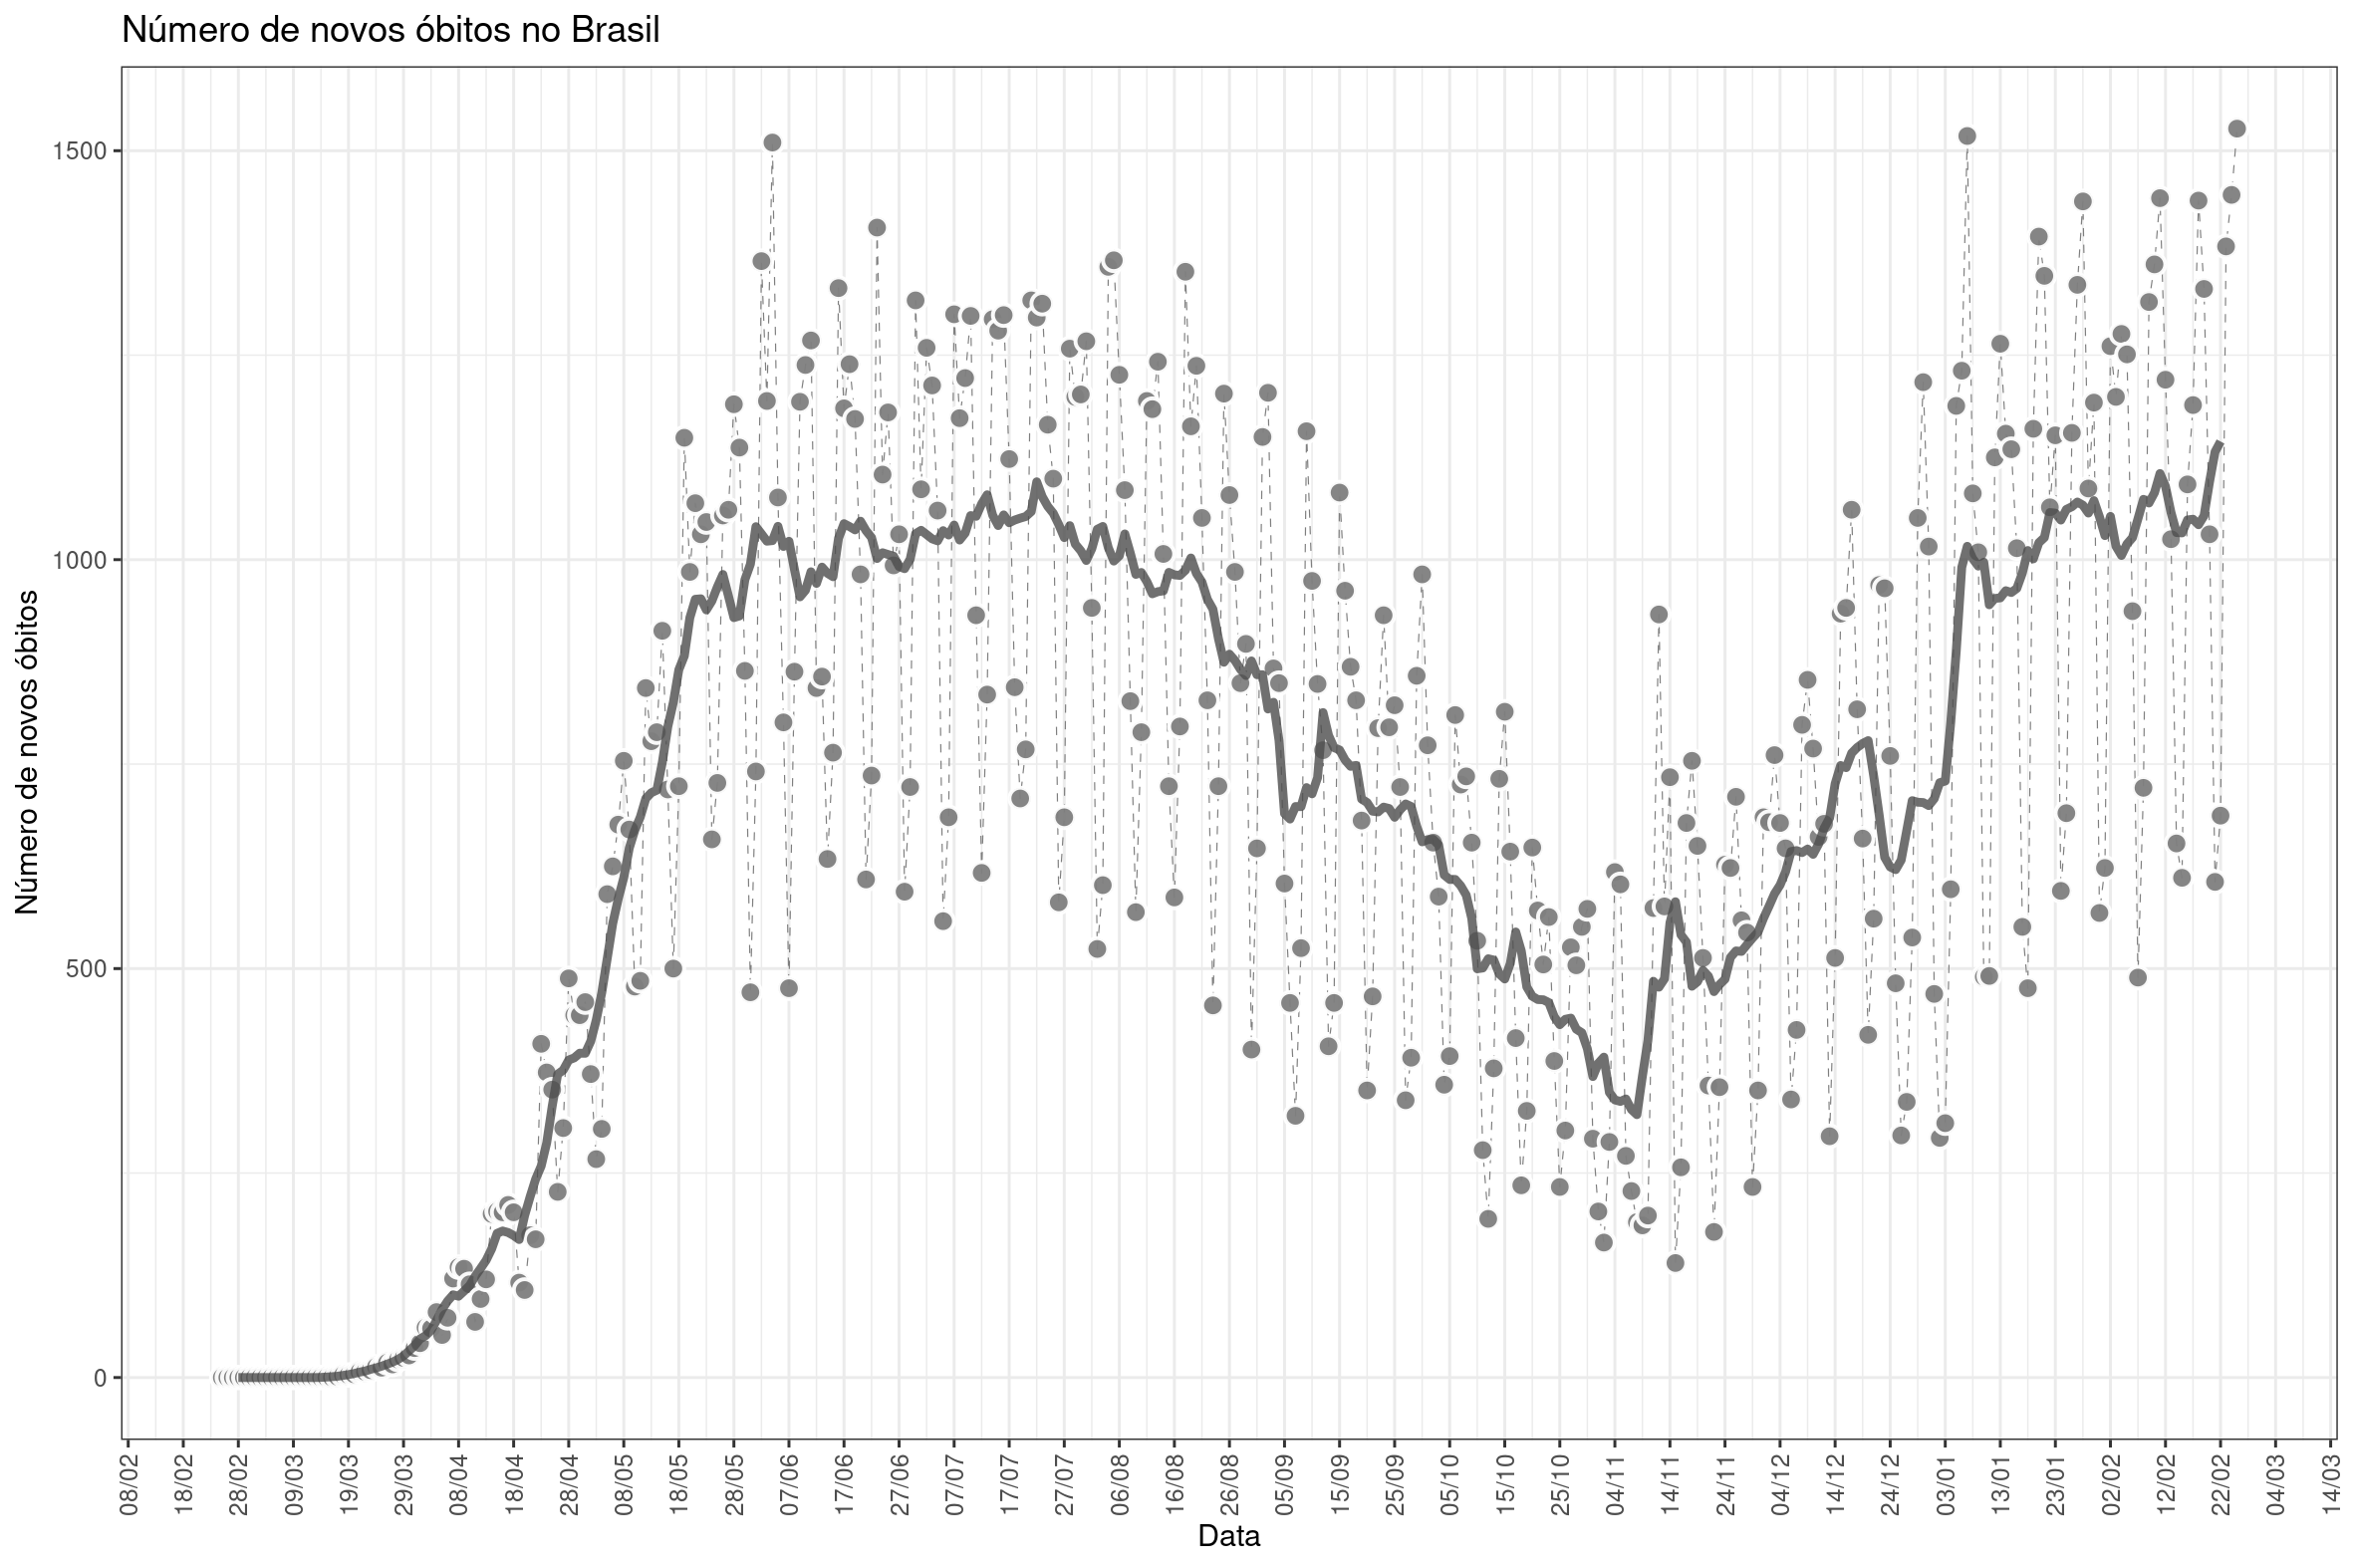 Número de novos óbitos no Brasil
Número de novos óbitos
1500
1000
500
0
08/02 18/02 28/02 09/03 19/03 29/03 08/04 18/04 28/04 08/05 18/05 28/05 07/06 17/06 27/06 07/07 17/07 27/07 06/08 16/08 26/08 05/09 15/09 25/09 05/10 15/10 25/10 04/11 14/11 24/11 04/12 14/12 24/12 03/01 13/01 23/01 02/02 12/02 22/02 04/03 14/03
Data